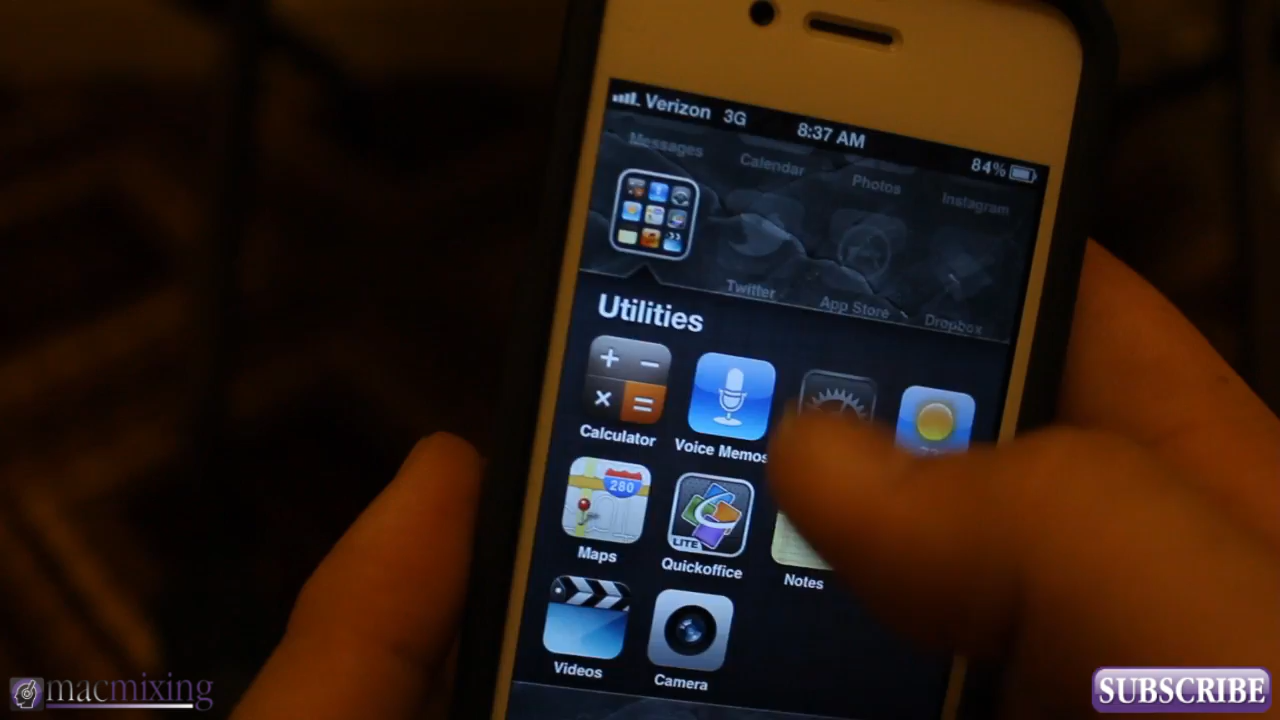 Verizon 3G
8:37 AM
84%
Messages
Calendar
Photos
Instagram
Twitter
App Store
Dropbox
Utilities
Calculator
Voice Memos
280
Maps
LITE
Quickoffice
Notes
Videos
Camera
macmixing
SUBSCRIBE